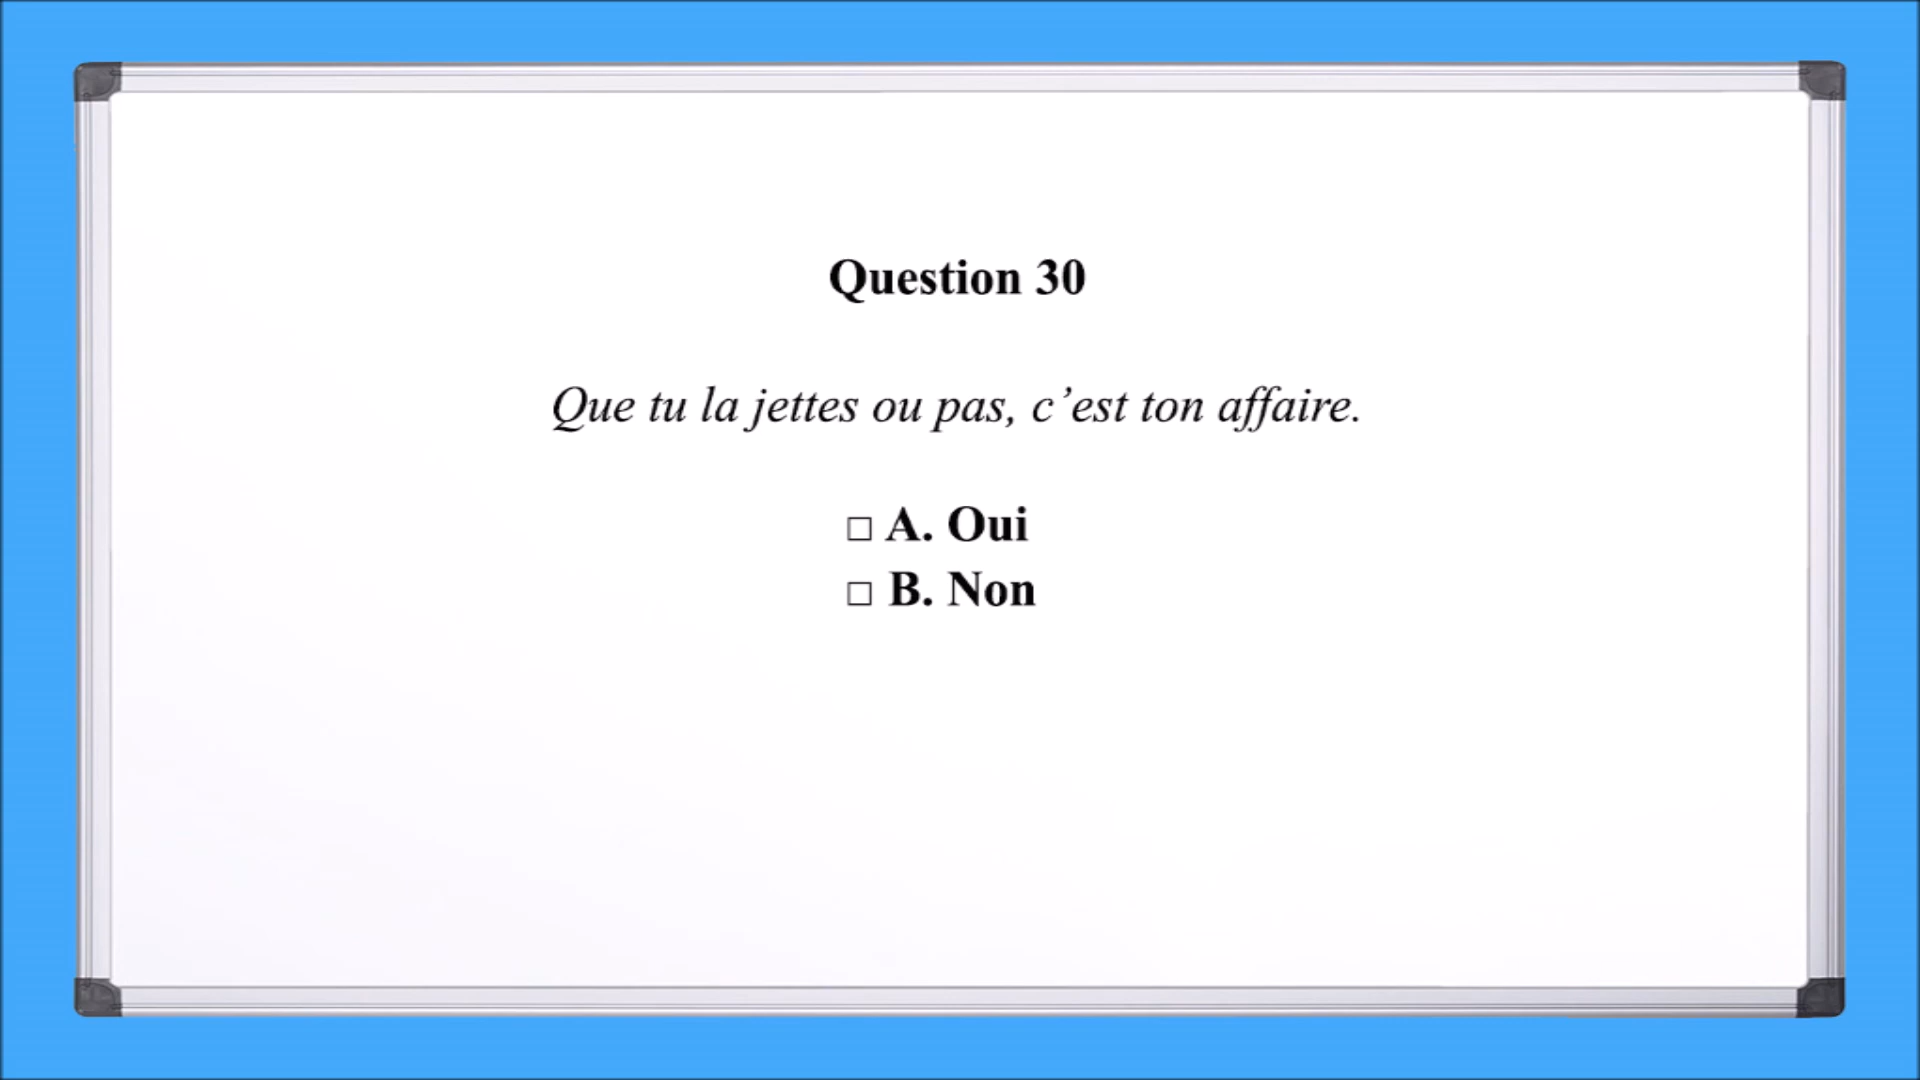 Question 30
Que tu la jettes ou pas, c’est ton affaire.
□ A. Oui
□ B. Non